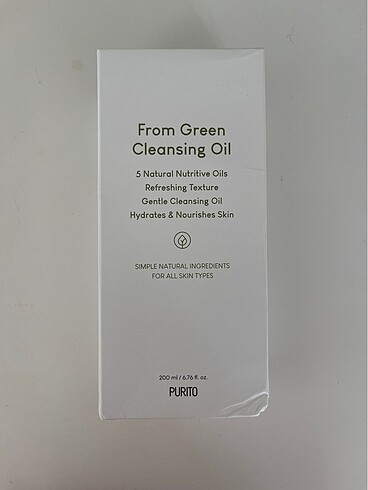 From Green
Cleansing Oil
5 Natural Nutritive Oils
Refreshing Texture
Gentle Cleansing Oil
Hydrates & Nourishes Skin
SIMPLE NATURAL INGREDIENTS
FOR ALL SKIN TYPES
200 ml / 6.76 fl. oz.
PURITO